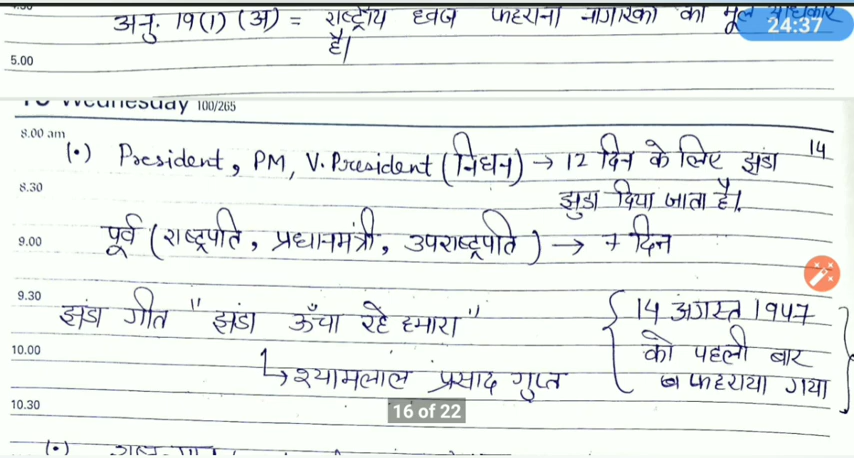 अनु. 19(1) (अ) = राष्ट्रीय ध्वज फहराना नागरिकों का मूल अधिकार
24:37
है।
5.00
Wednesday 100/265
8.00 am
(•) President, PM, V. President (निधन) → 12 दिन के लिए झंडा 14
8.30
झुका दिया जाता है।
9.00
पूर्व (राष्ट्रपति, प्रधानमंत्री, उपराष्ट्रपति) → 7 दिन
9.30
झंडा गीत "झंडा ऊँचा रहे हमारा" { 14 अगस्त 1947
10.00
को पहली बार
↳ श्यामलाल प्रसाद गुप्त
फहराया गया }
16 of 22
10.30
(•)